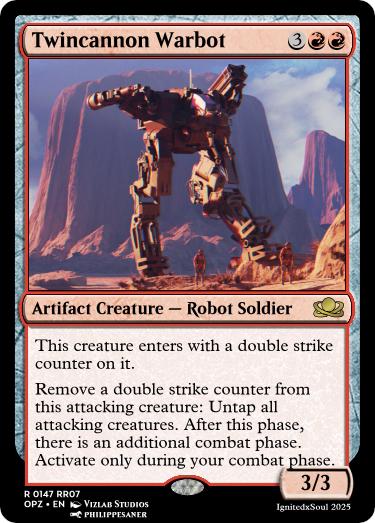 Twincannon Warbot 3
Artifact Creature — Robot Soldier
This creature enters with a double strike
counter on it.
Remove a double strike counter from
this attacking creature: Untap all
attacking creatures. After this phase,
there is an additional combat phase.
Activate only during your combat phase.
3/3
R 0147 RR07
OPZ • EN Vizlab Studios
philippesaner
IgnitedxSoul 2025